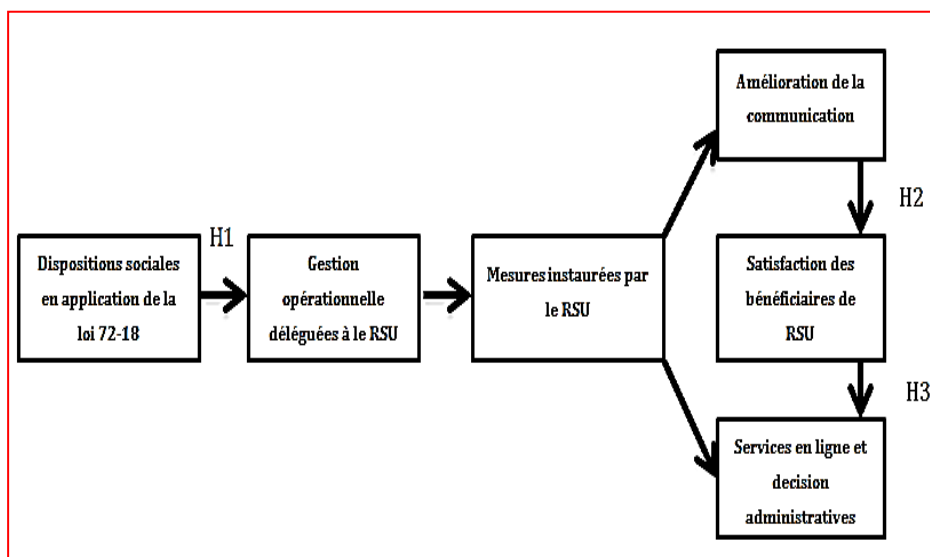 Amélioration de la
communication
H2
H1
Dispositions sociales
en application de la
loi 72-18
Gestion
opérationnelle
déléguées à le RSU
Mesures instaurées par
le RSU
Satisfaction des
bénéficiaires de
RSU
H3
Services en ligne et
decision
administratives